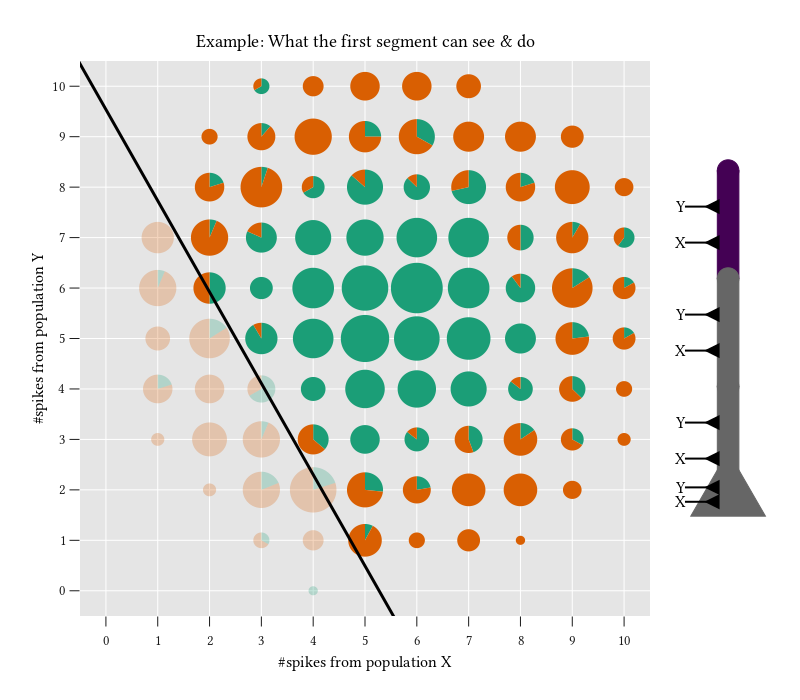 Example: What the first segment can see & do
10
9
8
7
6
5
4
3
2
1
0
#spikes from population Y
0 1 2 3 4 5 6 7 8 9 10
#spikes from population X
Y
X
Y
X
Y
X
Y
X